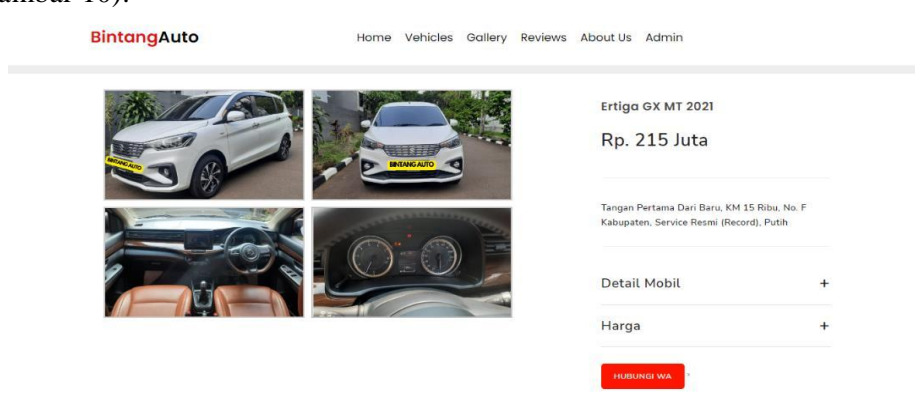 ambar 10).
BintangAuto
Home Vehicles Gallery Reviews About Us Admin
BINTANG AUTO
BINTANG AUTO
Ertiga GX MT 2021
Rp. 215 Juta
Tangan Pertama Dari Baru, KM 15 Ribu, No. F
Kabupaten, Service Resmi (Record), Putih
Detail Mobil +
Harga +
HUBUNGI WA